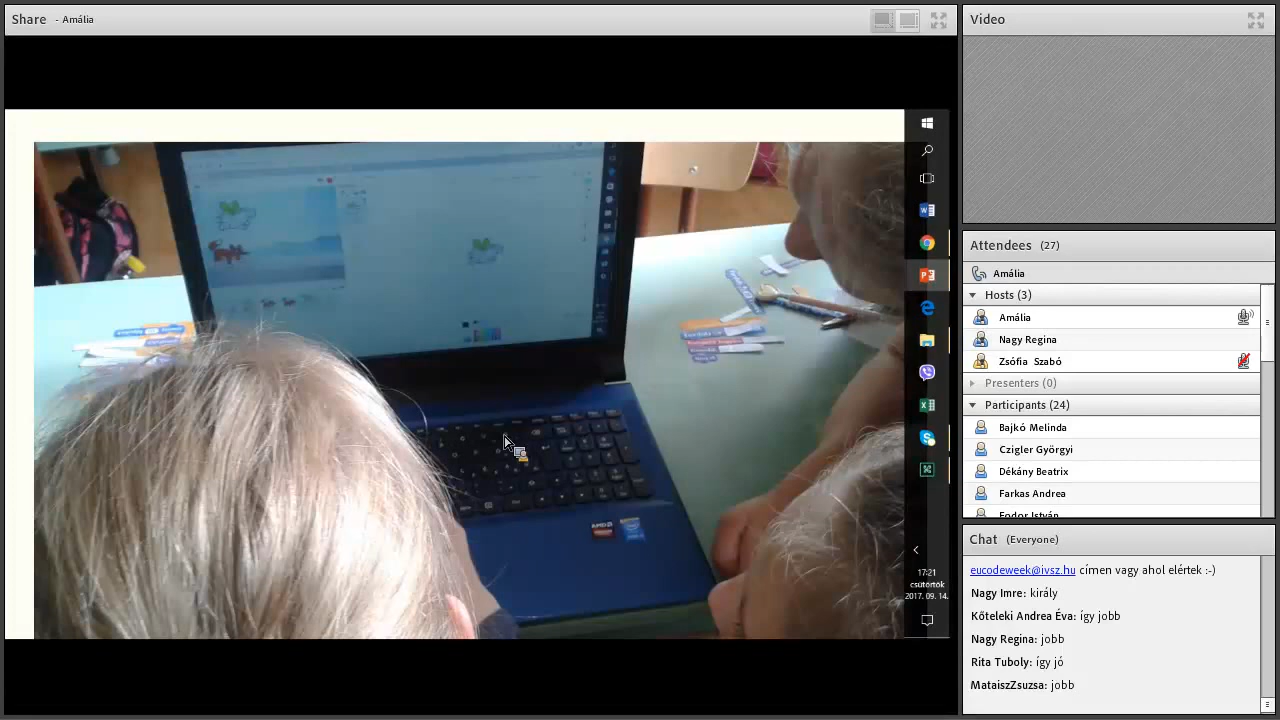 Share - Amália
17:21
csütörtök
2017. 09. 14.
Video
Attendees (27)
Amália
Hosts (3)
Amália
Nagy Regina
Zsófia Szabó
Presenters (0)
Participants (24)
Bajkó Melinda
Czigler Györgyi
Dékány Beatrix
Farkas Andrea
Fodor István
Chat (Everyone)
eucodeweek@ivsz.hu címen vagy ahol elértek :-)
Nagy Imre: király
Kőteleki Andrea Éva: így jobb
Nagy Regina: jobb
Rita Tuboly: így jó
MataiszZsuzsa: jobb